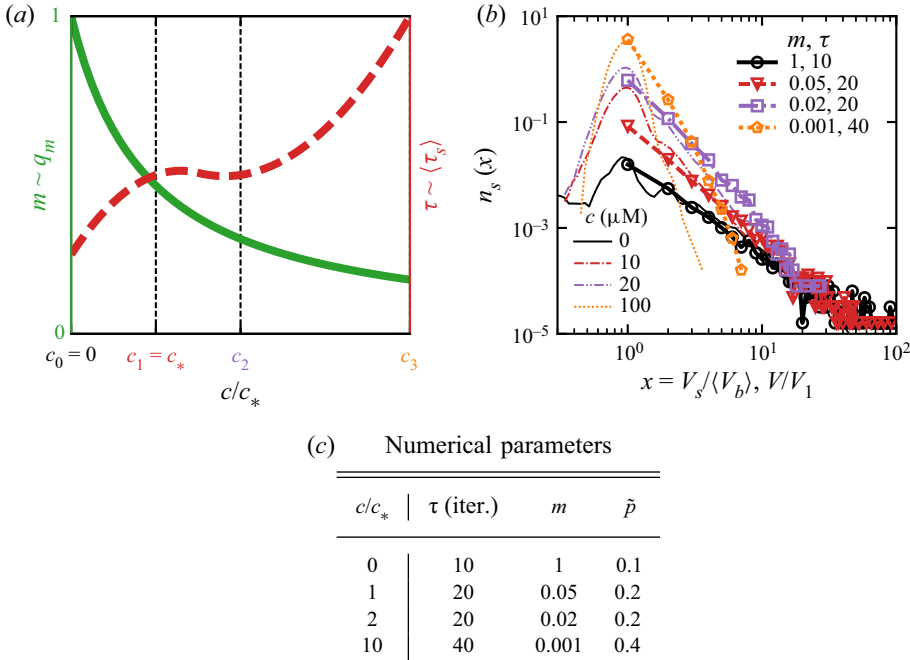 (a)
1
m ~ q_m
0
τ ~ ⟨τ_s⟩
c_0 = 0
c_1 = c_*
c_2
c_3
c/c_*
(b)
10^1
10^−1
10^−3
10^−5
n_s(x)
m, τ
1, 10
0.05, 20
0.02, 20
0.001, 40
c (μM)
0
10
20
100
10^0
10^1
10^2
x = V_s/⟨V_b⟩, V/V_1
(c) Numerical parameters
c/c_* τ (iter.) m p̃
0 10 1 0.1
1 20 0.05 0.2
2 20 0.02 0.2
10 40 0.001 0.4